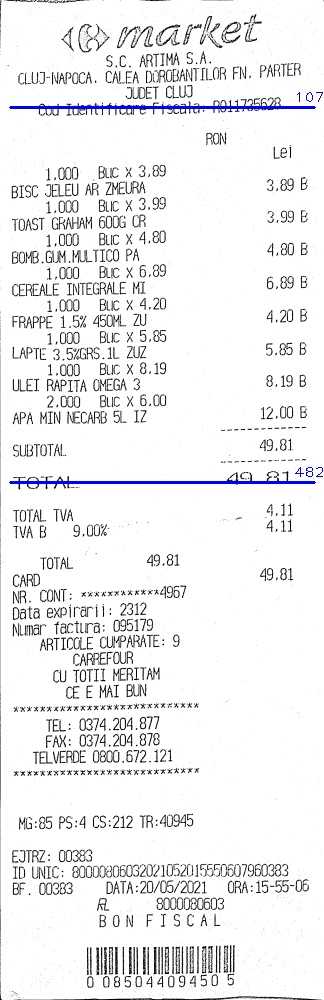 market
S.C. ARTIMA S.A.
CLUJ-NAPOCA, CALEA DOROBANTILOR FN, PARTER
JUDET CLUJ
107
Cod Identificare Fiscala: RO11735628
RON
Lei
1.000 Buc x 3.89
BISC JELEU AR ZMEURA 3.89 B
1.000 Buc x 3.99
TOAST GRAHAM 600G CR 3.99 B
1.000 Buc x 4.80
BOMB.GUM.MULTICO PA 4.80 B
1.000 Buc x 6.89
CEREALE INTEGRALE MI 6.89 B
1.000 Buc x 4.20
FRAPPE 1.5% 450ML ZU 4.20 B
1.000 Buc x 5.85
LAPTE 3.5%GRS.1L ZUZ 5.85 B
1.000 Buc x 8.19
ULEI RAPITA OMEGA 3 8.19 B
2.000 Buc x 6.00
APA MIN NECARB 5L IZ 12.00 B
SUBTOTAL 49.81
TOTAL 49.81
482
TOTAL TVA 4.11
TVA B 9.00% 4.11
TOTAL 49.81
CARD 49.81
NR. CONT: ************4967
Data expirarii: 2312
Numar factura: 095179
ARTICOLE CUMPARATE: 9
CARREFOUR
CU TOTII MERITAM
CE E MAI BUN
***************************
TEL: 0374.204.877
FAX: 0374.204.878
TELVERDE 0800.672.121
***************************
MG:85 PS:4 CS:212 TR:40945
EJTRZ: 00383
ID UNIC: 8000080603202105201555060796​0383
BF. 00383 DATA:20/05/2021 ORA:15-55-06
RL 8000080603
BON FISCAL
0 08504409450 5